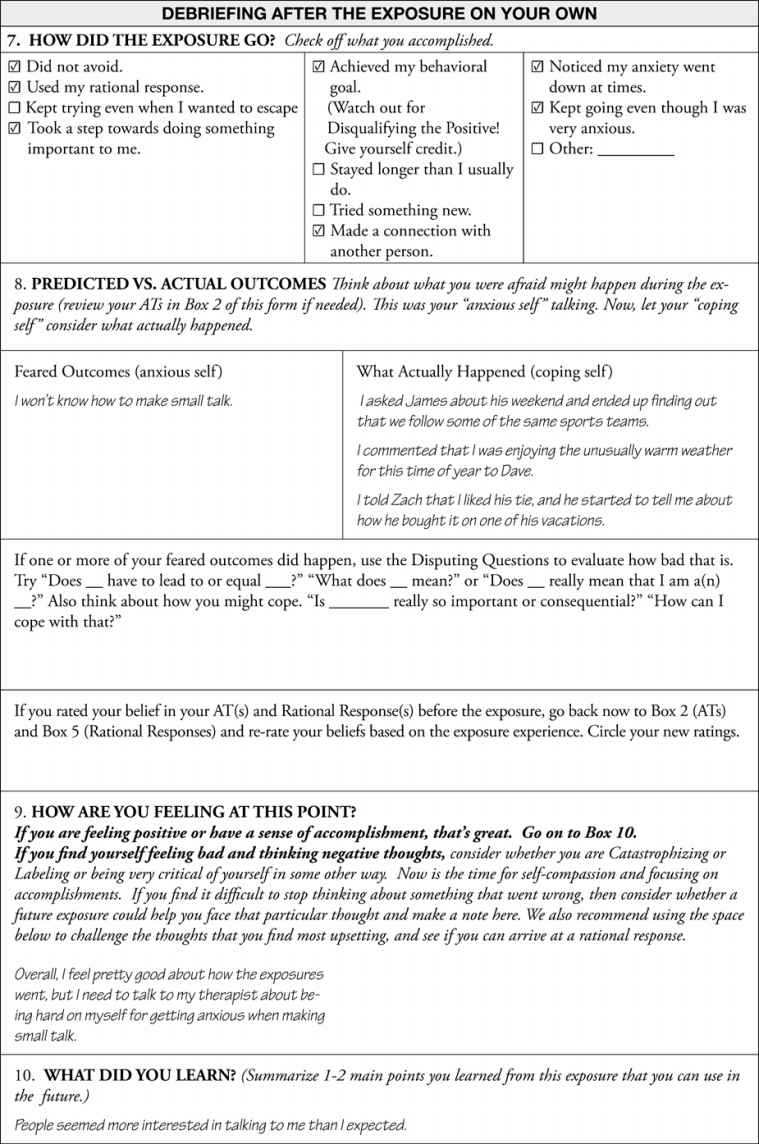 DEBRIEFING AFTER THE EXPOSURE ON YOUR OWN
7. HOW DID THE EXPOSURE GO? Check off what you accomplished.
☑ Did not avoid.
☑ Used my rational response.
☐ Kept trying even when I wanted to escape
☑ Took a step towards doing something
important to me.
☑ Achieved my behavioral
goal.
(Watch out for
Disqualifying the Positive!
Give yourself credit.)
☐ Stayed longer than I usually
do.
☐ Tried something new.
☑ Made a connection with
another person.
☑ Noticed my anxiety went
down at times.
☑ Kept going even though I was
very anxious.
☐ Other: __________
8. PREDICTED VS. ACTUAL OUTCOMES Think about what you were afraid might happen during the ex-
posure (review your ATs in Box 2 of this form if needed). This was your “anxious self” talking. Now, let your “coping
self” consider what actually happened.
Feared Outcomes (anxious self)
I won't know how to make small talk.
What Actually Happened (coping self)
I asked James about his weekend and ended up finding out
that we follow some of the same sports teams.
I commented that I was enjoying the unusually warm weather
for this time of year to Dave.
I told Zach that I liked his tie, and he started to tell me about
how he bought it on one of his vacations.
If one or more of your feared outcomes did happen, use the Disputing Questions to evaluate how bad that is.
Try “Does __ have to lead to or equal ___?” “What does __ mean?” or “Does __ really mean that I am a(n)
__?” Also think about how you might cope. “Is _______ really so important or consequential?” “How can I
cope with that?”
If you rated your belief in your AT(s) and Rational Response(s) before the exposure, go back now to Box 2 (ATs)
and Box 5 (Rational Responses) and re-rate your beliefs based on the exposure experience. Circle your new ratings.
9. HOW ARE YOU FEELING AT THIS POINT?
If you are feeling positive or have a sense of accomplishment, that’s great. Go on to Box 10.
If you find yourself feeling bad and thinking negative thoughts, consider whether you are Catastrophizing or
Labeling or being very critical of yourself in some other way. Now is the time for self-compassion and focusing on
accomplishments. If you find it difficult to stop thinking about something that went wrong, then consider whether a
future exposure could help you face that particular thought and make a note here. We also recommend using the space
below to challenge the thoughts that you find most upsetting, and see if you can arrive at a rational response.
Overall, I feel pretty good about how the exposures
went, but I need to talk to my therapist about be-
ing hard on myself for getting anxious when making
small talk.
10. WHAT DID YOU LEARN? (Summarize 1-2 main points you learned from this exposure that you can use in
the future.)
People seemed more interested in talking to me than I expected.